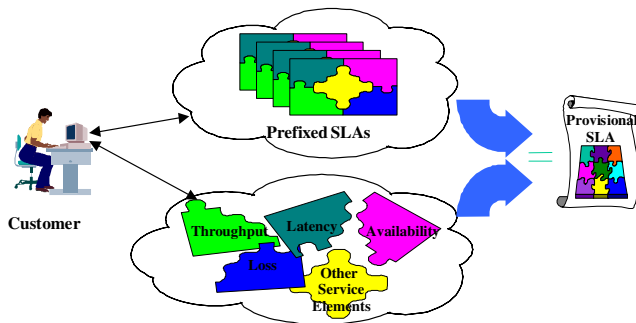 Prefixed SLAs
Provisional
SLA
Customer
Throughput
Latency
Availability
Loss
Other
Service
Elements